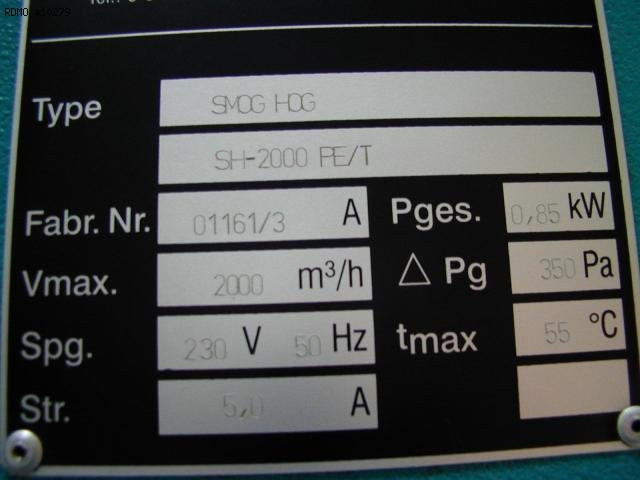 RDMO #10279
Type SMOG HOG
SH-2000 PE/T
Fabr. Nr. 01161/3 A Pges. 0,85 kW
Vmax. 2000 m³/h △ Pg 350 Pa
Spg. 230 V 50 Hz tmax 55 °C
Str. 5,0 A